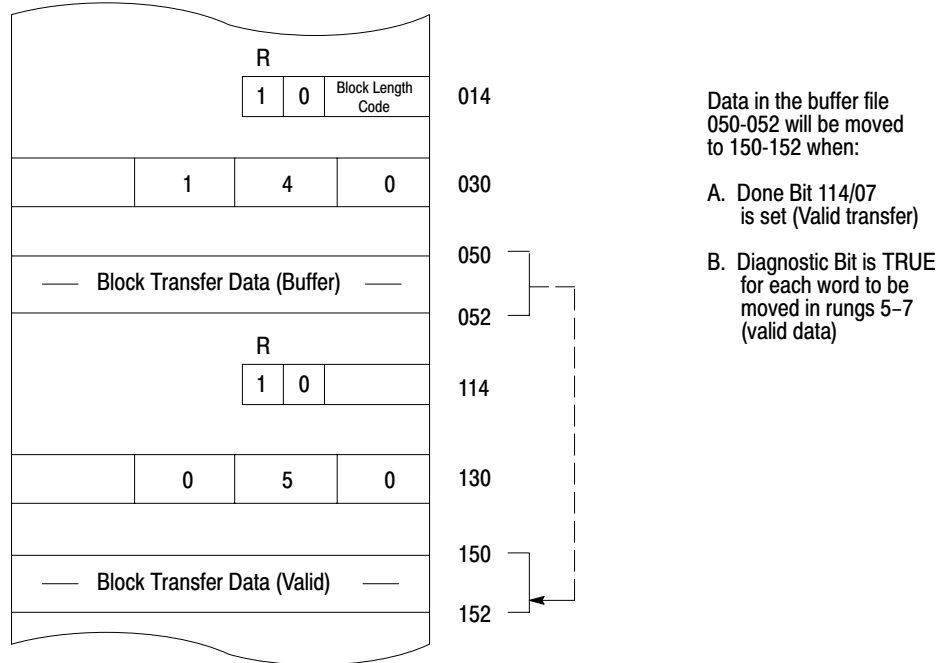 R
1 0 Block Length
Code
014
1 4 0
030
050
Block Transfer Data (Buffer)
052
R
1 0
114
0 5 0
130
150
Block Transfer Data (Valid)
152
Data in the buffer file
050-052 will be moved
to 150-152 when:
A. Done Bit 114/07
is set (Valid transfer)
B. Diagnostic Bit is TRUE
for each word to be
moved in rungs 5–7
(valid data)